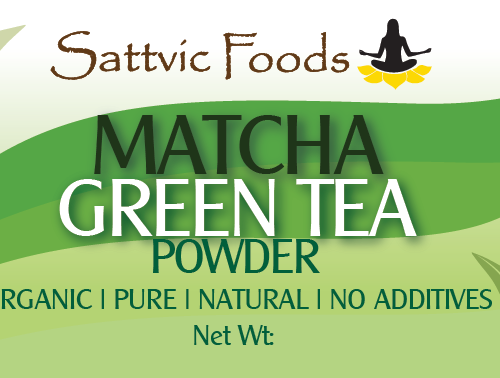 Sattvic Foods
MATCHA
GREEN TEA
POWDER
RGANIC | PURE | NATURAL | NO ADDITIVES
Net Wt: